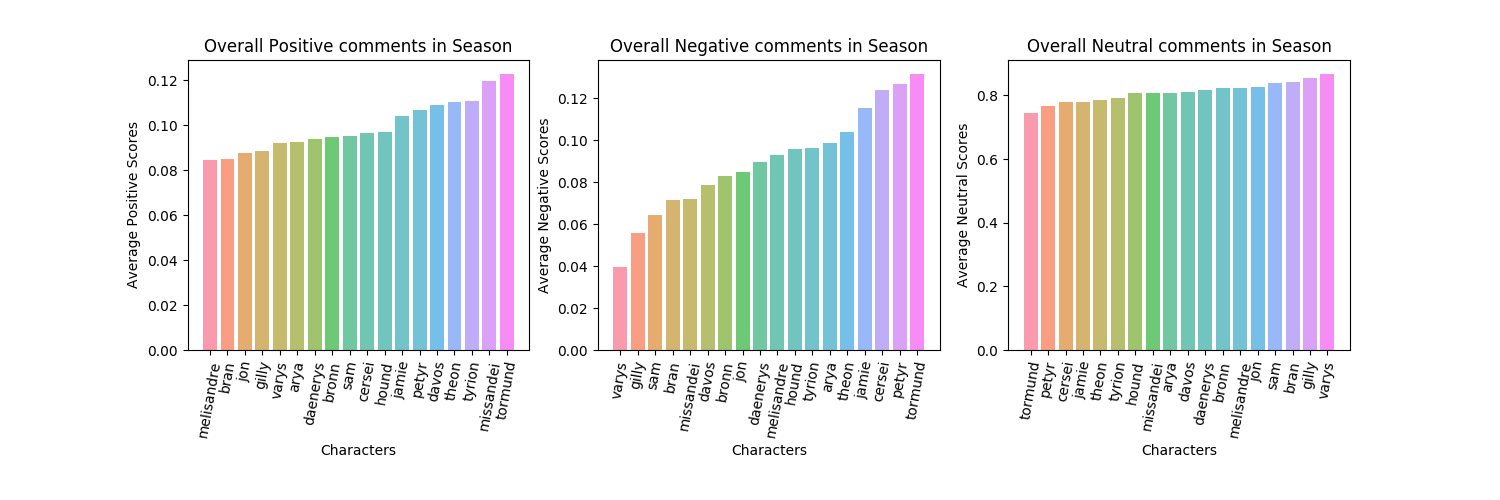 Overall Positive comments in Season
Average Positive Scores
0.12
0.10
0.08
0.06
0.04
0.02
0.00
melisandre
bran
jon
gilly
varys
arya
daenerys
bronn
sam
cersei
hound
jamie
petyr
davos
theon
tyrion
missandei
tormund
Characters
Overall Negative comments in Season
Average Negative Scores
0.12
0.10
0.08
0.06
0.04
0.02
0.00
varys
gilly
sam
bran
missandei
davos
bronn
jon
daenerys
melisandre
hound
tyrion
arya
theon
jamie
cersei
petyr
tormund
Characters
Overall Neutral comments in Season
Average Neutral Scores
0.8
0.6
0.4
0.2
0.0
tormund
petyr
cersei
jamie
theon
tyrion
hound
missandei
arya
davos
daenerys
bronn
melisandre
jon
sam
bran
gilly
varys
Characters